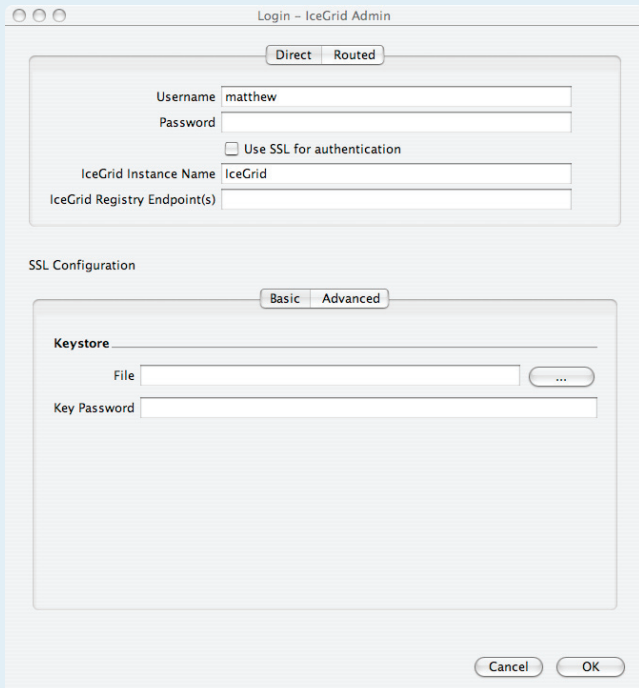 Login – IceGrid Admin
Direct Routed
Username matthew
Password
Use SSL for authentication
IceGrid Instance Name IceGrid
IceGrid Registry Endpoint(s)
SSL Configuration
Basic Advanced
Keystore
File ...
Key Password
Cancel OK